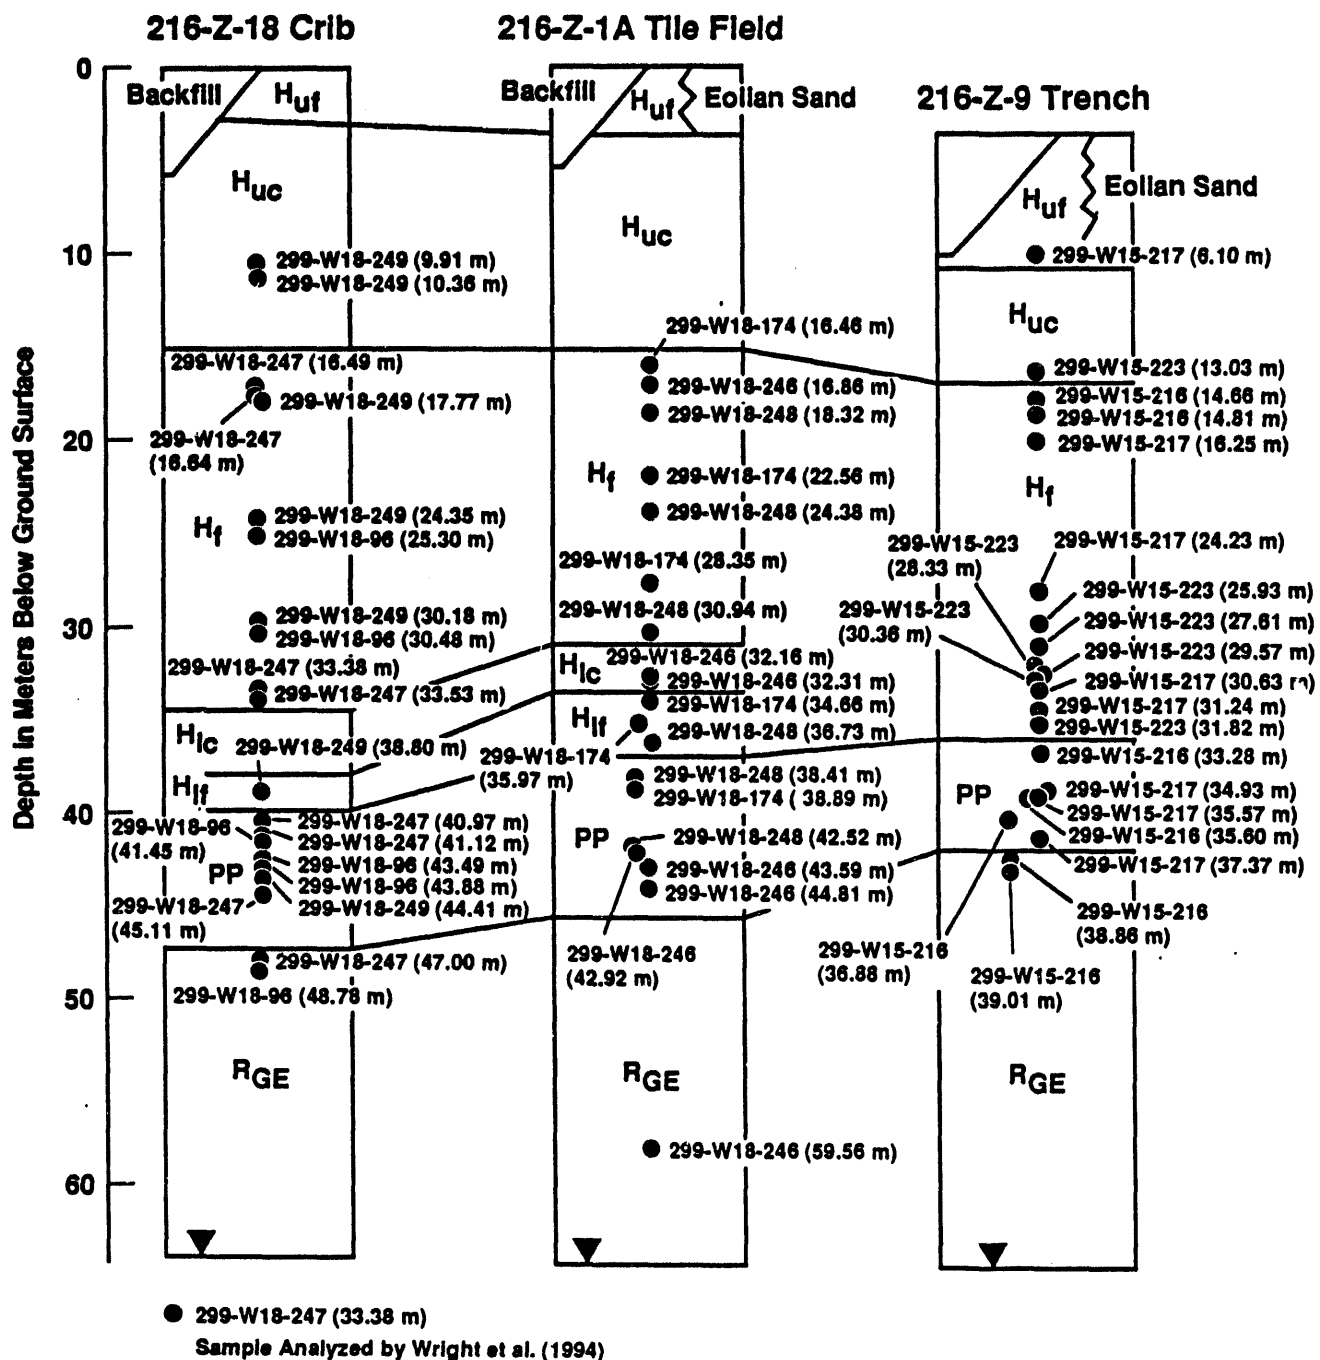 216-Z-18 Crib
216-Z-1A Tile Field
216-Z-9 Trench
Depth in Meters Below Ground Surface
0
10
20
30
40
50
60
Backfill
Huf
Huc
299-W18-249 (9.91 m)
299-W18-249 (10.36 m)
299-W18-247 (16.49 m)
299-W18-249 (17.77 m)
299-W18-247
(16.64 m)
Hf
299-W18-249 (24.35 m)
299-W18-96 (25.30 m)
299-W18-249 (30.18 m)
299-W18-96 (30.48 m)
299-W18-247 (33.38 m)
299-W18-247 (33.53 m)
Hlc
299-W18-249 (38.80 m)
Hlf
299-W18-247 (40.97 m)
299-W18-96
(41.45 m)
299-W18-247 (41.12 m)
299-W18-96 (43.49 m)
PP
299-W18-96 (43.88 m)
299-W18-249 (44.41 m)
299-W18-247
(45.11 m)
299-W18-247 (47.00 m)
299-W18-96 (48.78 m)
RGE
Backfill
Huf
Eolian Sand
Huc
299-W18-174 (16.46 m)
299-W18-246 (16.86 m)
299-W18-248 (18.32 m)
Hf
299-W18-174 (22.56 m)
299-W18-248 (24.38 m)
299-W18-174 (28.35 m)
299-W18-248 (30.94 m)
Hlc
299-W18-246 (32.16 m)
299-W18-246 (32.31 m)
299-W18-174 (34.66 m)
Hlf
299-W18-248 (36.73 m)
299-W18-174
(35.97 m)
299-W18-248 (38.41 m)
299-W18-174 ( 38.89 m)
PP
299-W18-248 (42.52 m)
299-W18-246 (43.59 m)
299-W18-246 (44.81 m)
299-W18-246
(42.92 m)
RGE
299-W18-246 (59.56 m)
Huf
Eolian Sand
299-W15-217 (6.10 m)
Huc
299-W15-223 (13.03 m)
299-W15-216 (14.66 m)
299-W15-216 (14.81 m)
299-W15-217 (16.25 m)
Hf
299-W15-223
(28.33 m)
299-W15-217 (24.23 m)
299-W15-223 (25.93 m)
299-W15-223
(30.36 m)
299-W15-223 (27.61 m)
299-W15-223 (29.57 m)
299-W15-217 (30.63 m)
299-W15-217 (31.24 m)
299-W15-223 (31.82 m)
299-W15-216 (33.28 m)
PP
299-W15-217 (34.93 m)
299-W15-217 (35.57 m)
299-W15-216 (35.60 m)
299-W15-217 (37.37 m)
299-W15-216
(38.86 m)
299-W15-216
(36.88 m)
299-W15-216
(39.01 m)
RGE
299-W18-247 (33.38 m)
Sample Analyzed by Wright et al. (1994)